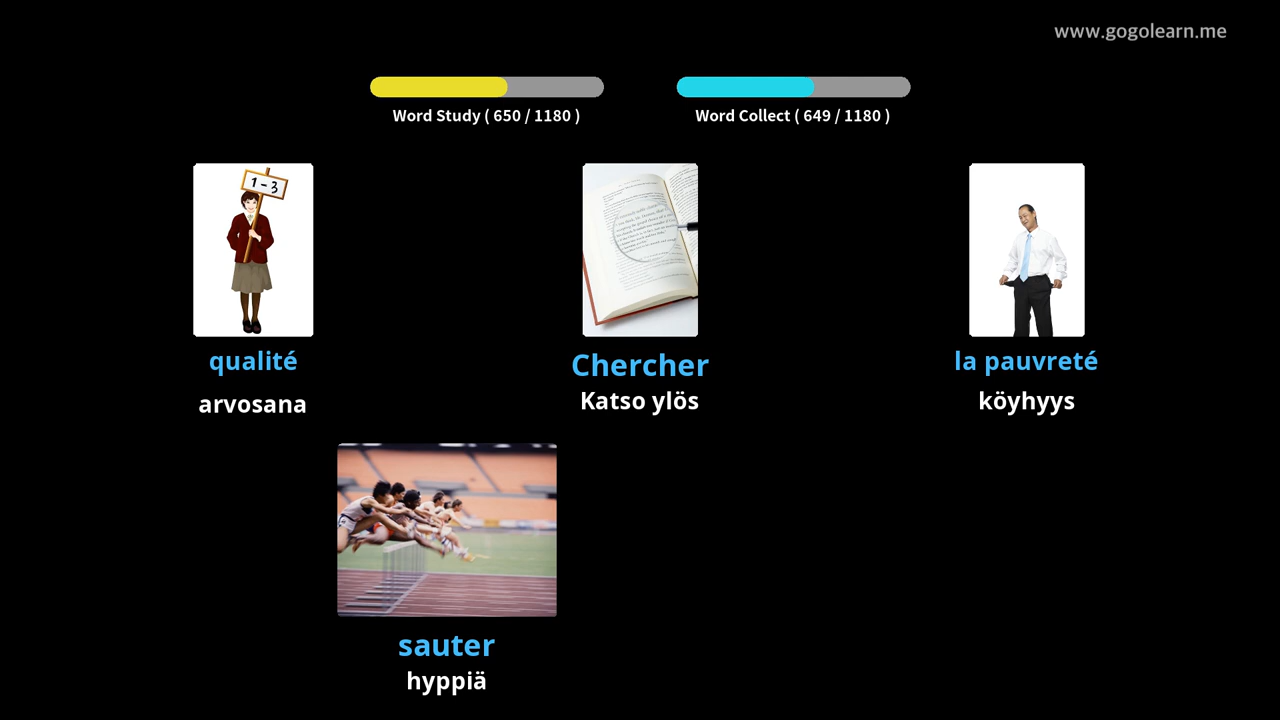 www.gogolearn.me
Word Study ( 650 / 1180 )
Word Collect ( 649 / 1180 )
1 - 3
qualité
arvosana
Chercher
Katso ylös
la pauvreté
köyhyys
sauter
hyppiä